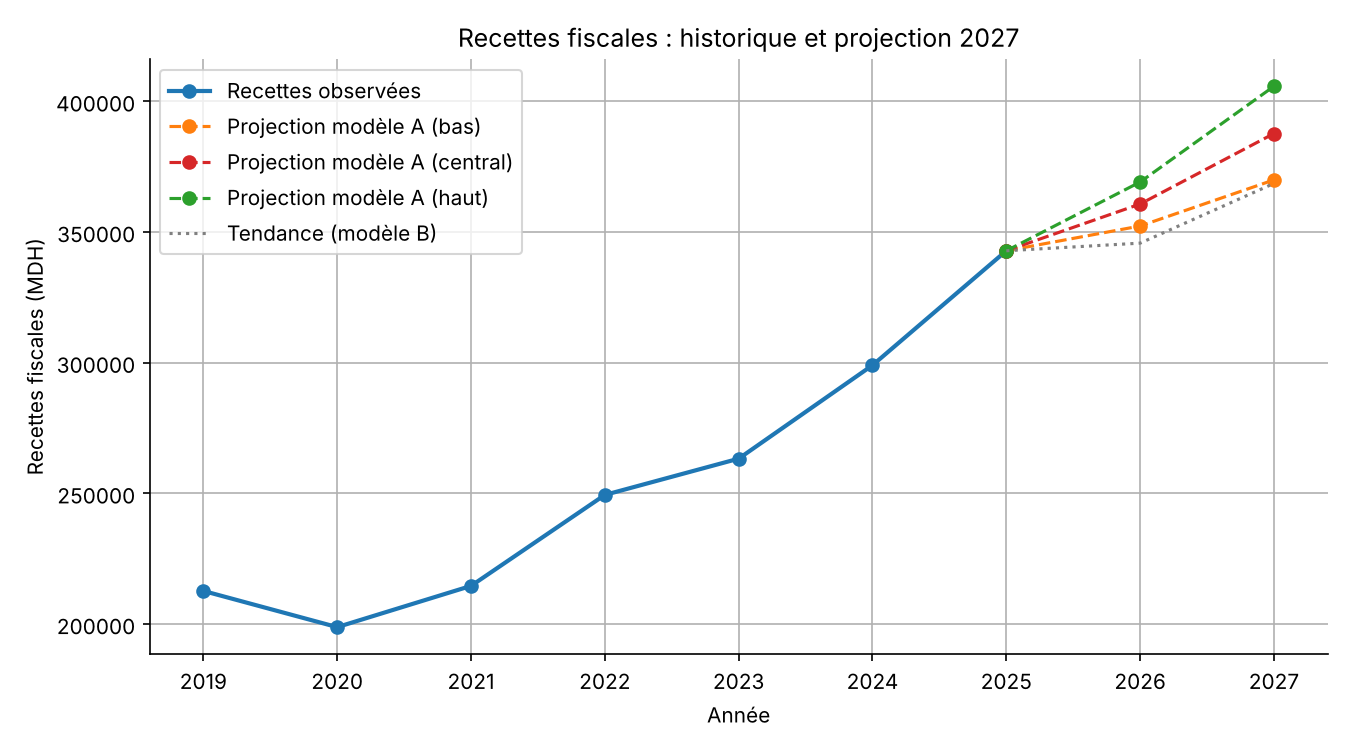 Recettes fiscales : historique et projection 2027
Recettes observées
Projection modèle A (bas)
Projection modèle A (central)
Projection modèle A (haut)
Tendance (modèle B)
Recettes fiscales (MDH)
400000
350000
300000
250000
200000
2019 2020 2021 2022 2023 2024 2025 2026 2027
Année